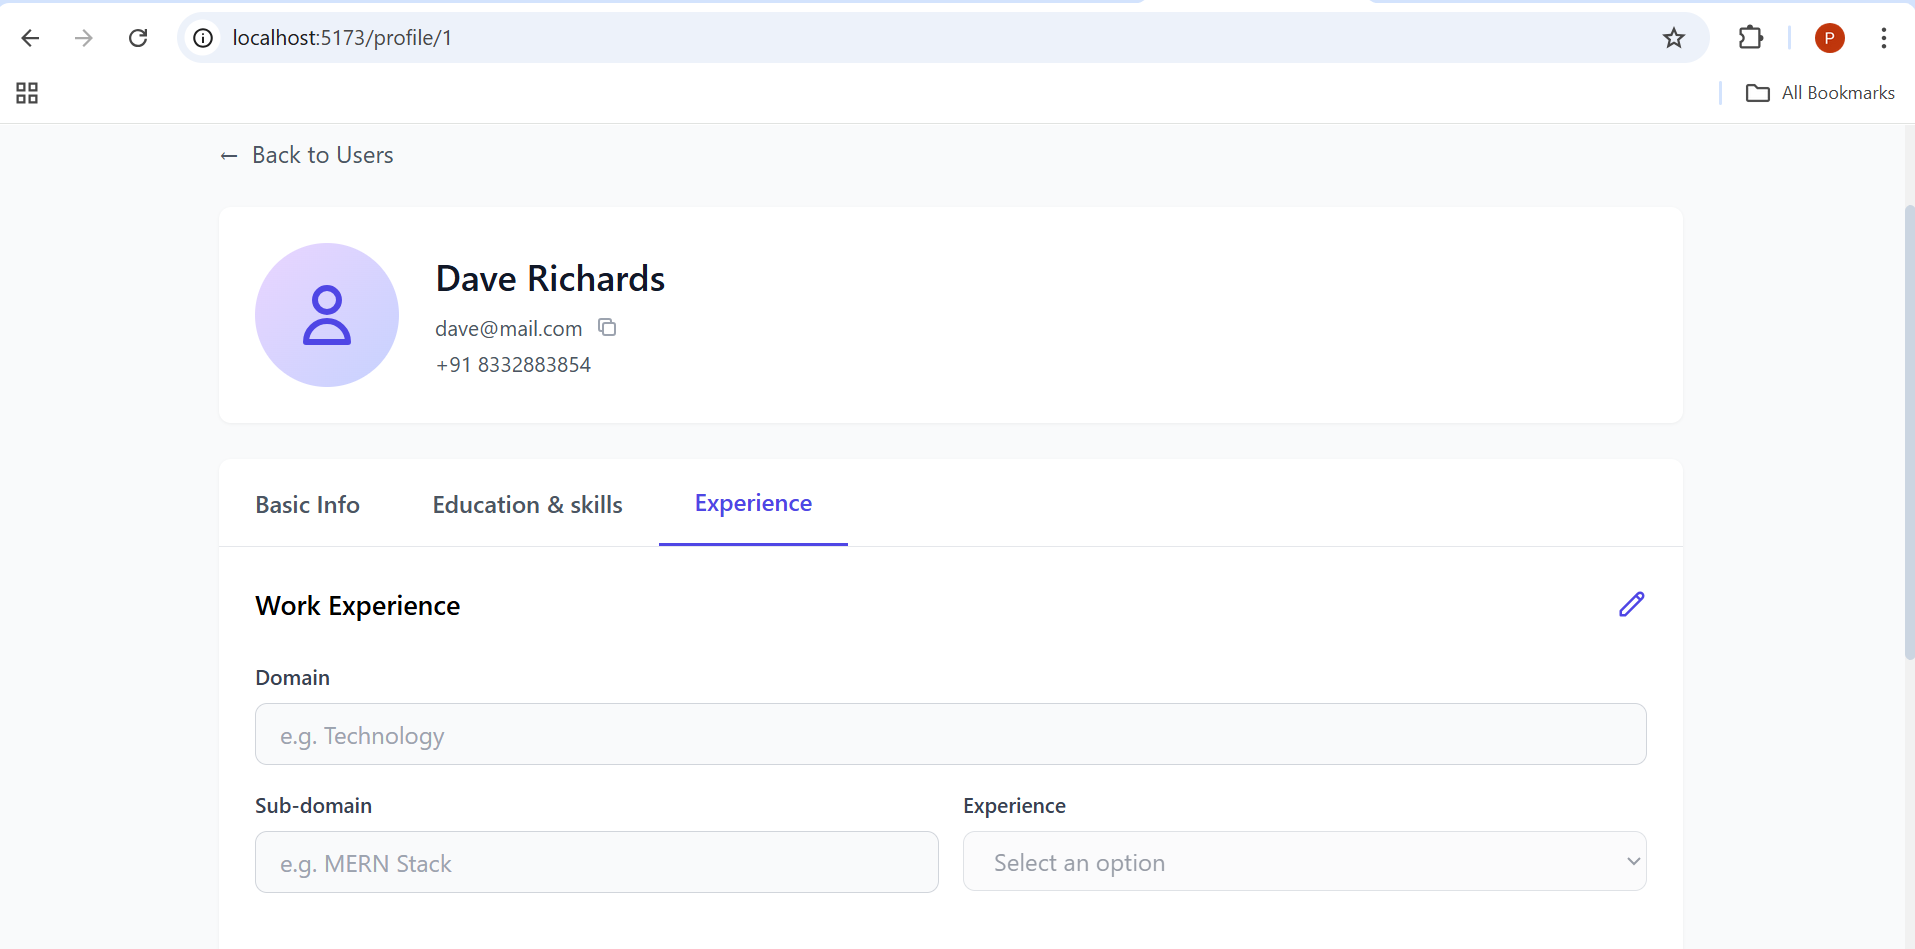 localhost:5173/profile/1
P
All Bookmarks
← Back to Users
Dave Richards
dave@mail.com
+91 8332883854
Basic Info Education & skills Experience
Work Experience
Domain
e.g. Technology
Sub-domain Experience
e.g. MERN Stack Select an option